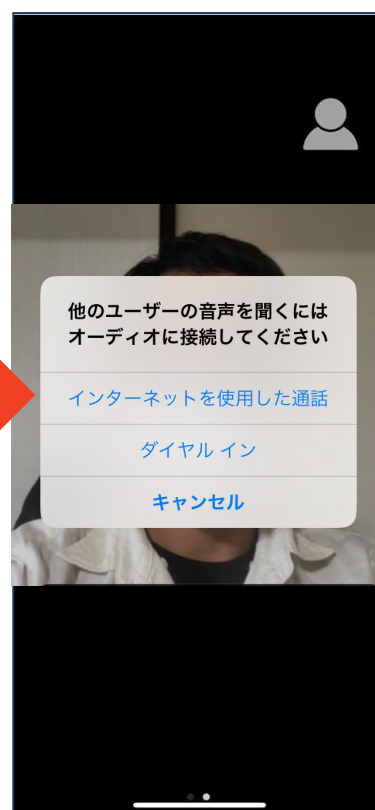 他のユーザーの音声を聞くには
オーディオに接続してください
インターネットを使用した通話
ダイヤル イン
キャンセル